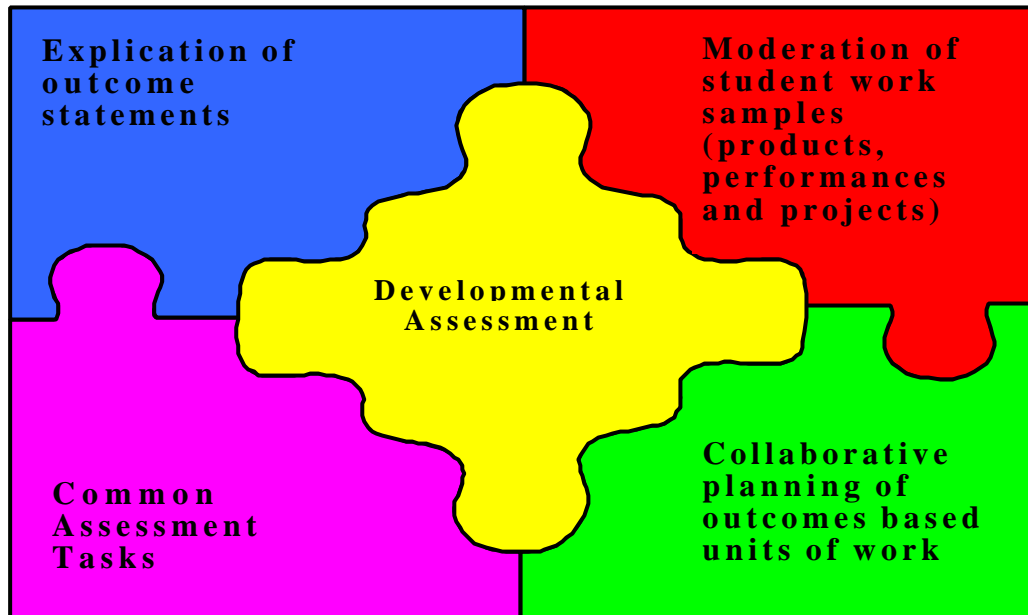 Explication of
outcome
statements
Moderation of
student work
samples
(products,
performances
and projects)
Developmental
Assessment
Common
Assessment
Tasks
Collaborative
planning of
outcomes based
units of work